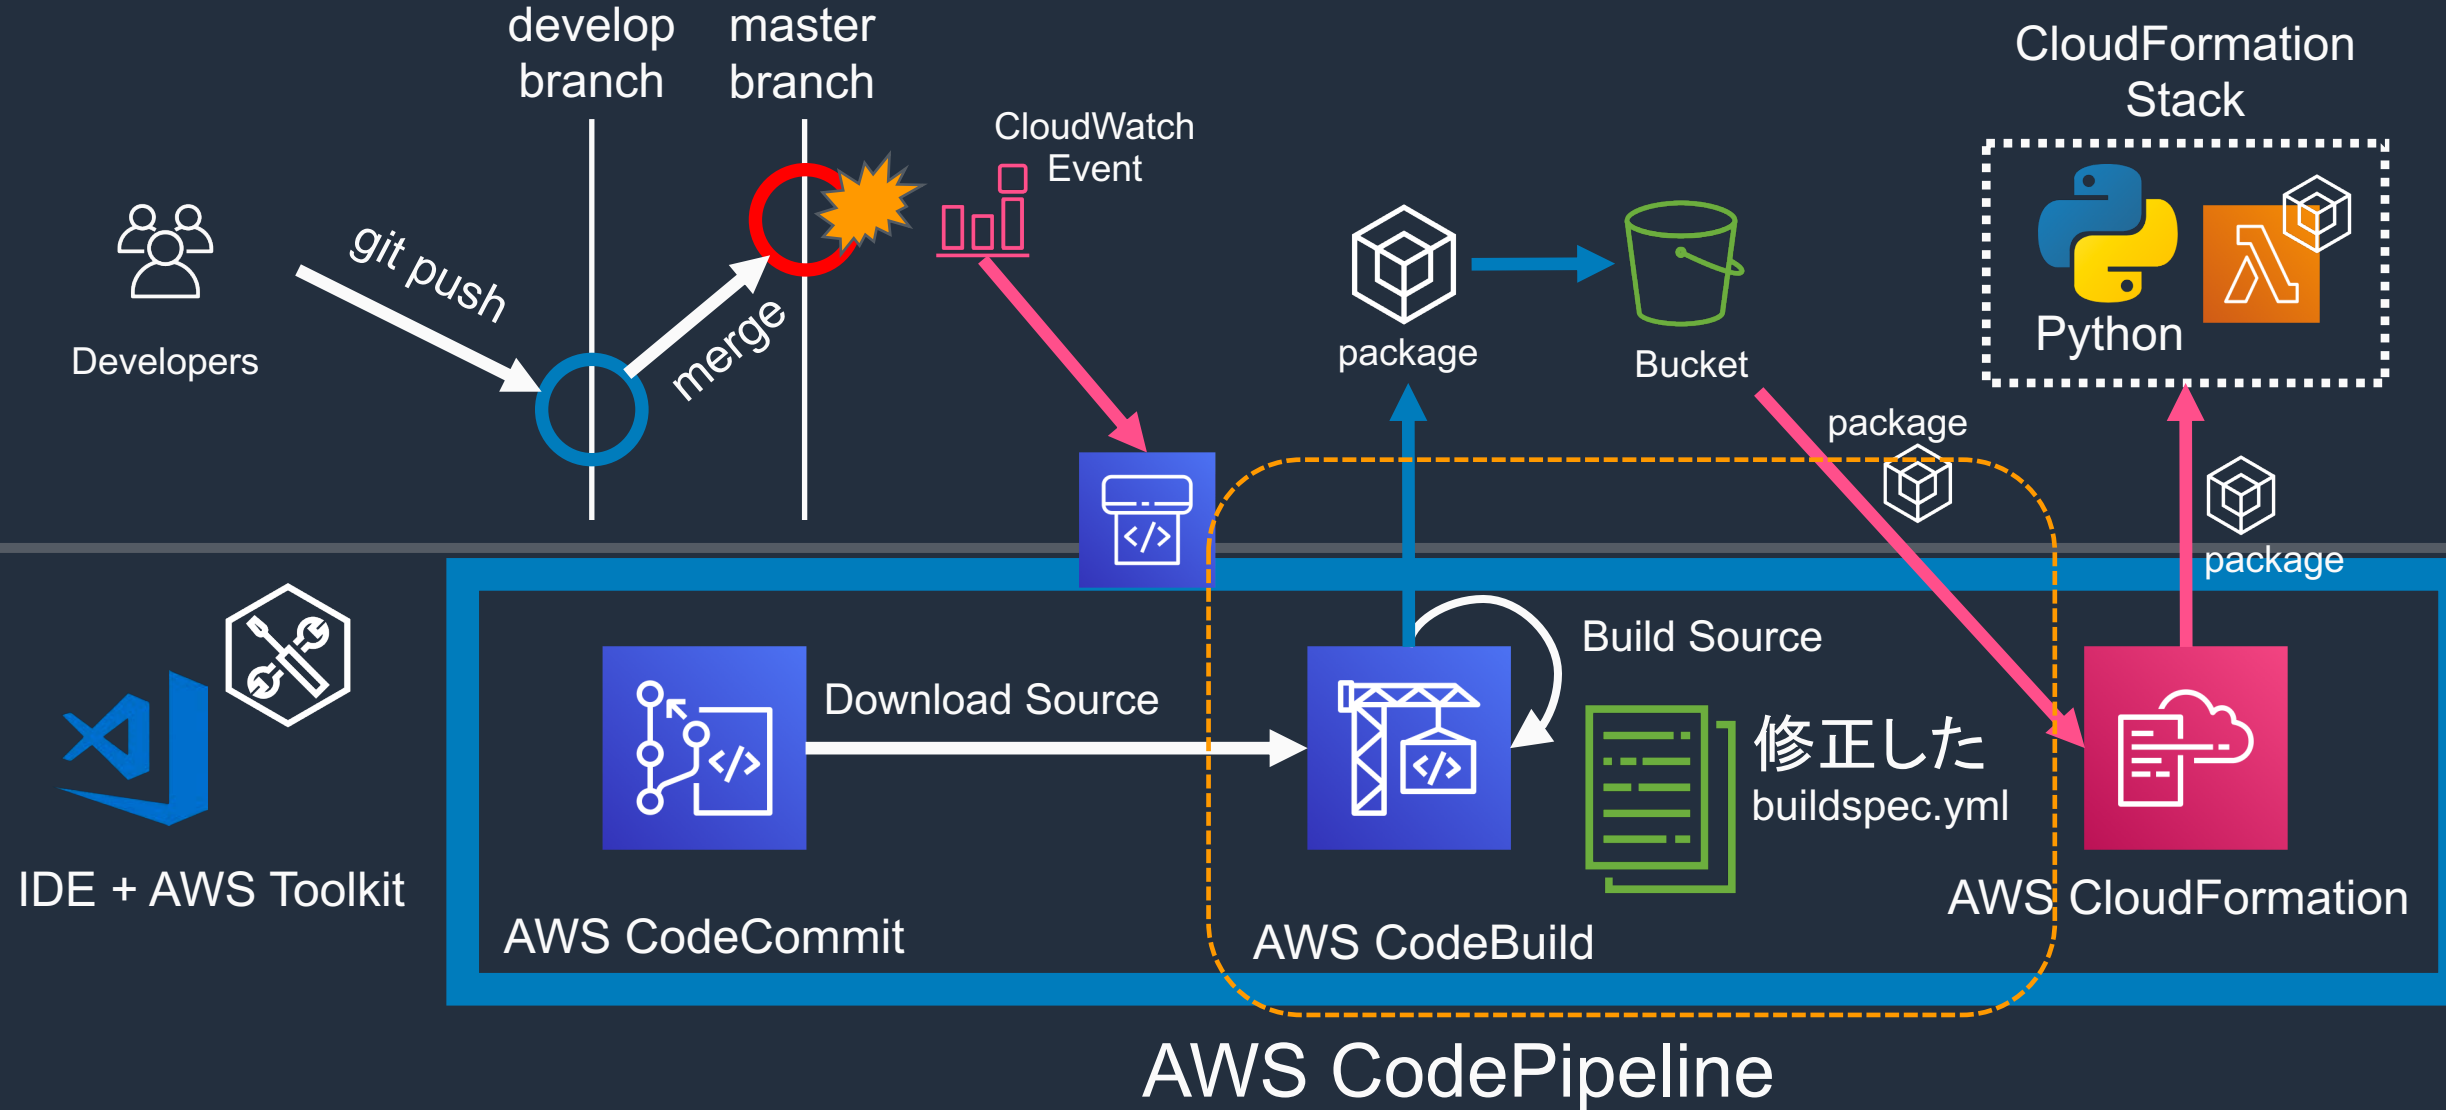 develop
branch
master
branch
CloudWatch
Event
CloudFormation
Stack
Developers
git push
merge
package
Bucket
Python
package
package
</>
IDE + AWS Toolkit
Download Source
</>
AWS CodeCommit
Build Source
</>
修正した
buildspec.yml
AWS CodeBuild
AWS CloudFormation
AWS CodePipeline